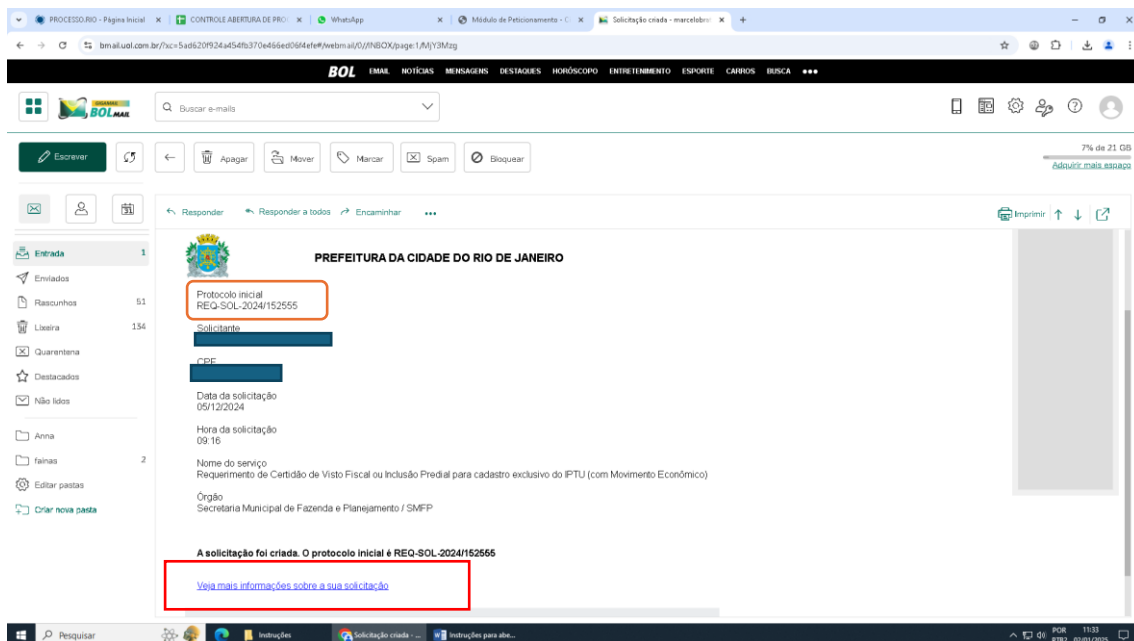 PROCESSO.RIO - Página Inicial
CONTROLE ABERTURA DE PRO
WhatsApp
Módulo de Peticionamento - C
Solicitação criada - marcelobre
bmail.uol.com.br/?xc=5ad620f924a454fb370e466ed06f4efe#/webmail/0//INBOX/page:1/MjY3Mzg
BOL EMAIL NOTÍCIAS MENSAGENS DESTAQUES HORÓSCOPO ENTRETENIMENTO ESPORTE CARROS BUSCA
GIGAMAIL
BOL MAIL
Buscar e-mails
Escrever
Apagar
Mover
Marcar
Spam
Bloquear
7% de 21 GB
Adquirir mais espaço
31
Responder
Responder a todos
Encaminhar
Imprimir
Entrada 1
Enviados
Rascunhos 51
Lixeira 134
Quarentena
Destacados
Não lidos
Anna
fainas 2
Editar pastas
Criar nova pasta
PREFEITURA DA CIDADE DO RIO DE JANEIRO
Protocolo inicial
REQ-SOL-2024/152555
Solicitante
CPF
Data da solicitação
05/12/2024
Hora da solicitação
09:16
Nome do serviço
Requerimento de Certidão de Visto Fiscal ou Inclusão Predial para cadastro exclusivo do IPTU (com Movimento Econômico)
Órgão
Secretaria Municipal de Fazenda e Planejamento / SMFP
A solicitação foi criada. O protocolo inicial é REQ-SOL-2024/152555
Veja mais informações sobre a sua solicitação
Pesquisar
Instruções
Solicitação criada - ...
Instruções para abe...
POR
PTB2
11:33
02/01/2025